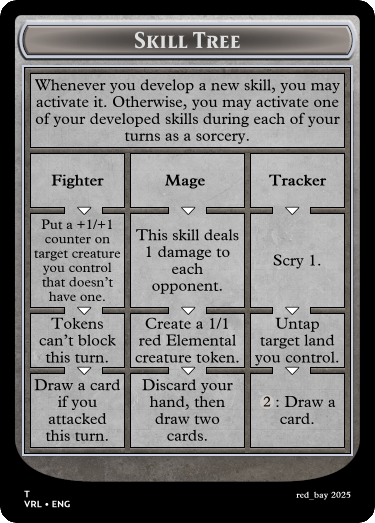 Skill Tree
Whenever you develop a new skill, you may
activate it. Otherwise, you may activate one
of your developed skills during each of your
turns as a sorcery.
Fighter
Mage
Tracker
Put a +1/+1
counter on
target creature
you control
that doesn't
have one.
This skill deals
1 damage to
each
opponent.
Scry 1.
Tokens
can't block
this turn.
Create a 1/1
red Elemental
creature token.
Untap
target land
you control.
Draw a card
if you
attacked
this turn.
Discard your
hand, then
draw two
cards.
2 : Draw a
card.
T
VRL • ENG
red_bay 2025